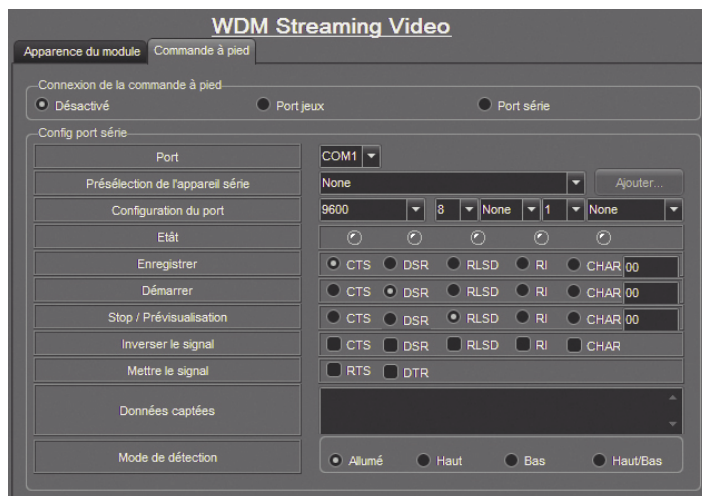 WDM Streaming Video
Apparence du module Commande à pied
Connexion de la commande à pied
Désactivé Port jeux Port série
Config port série
Port COM1
Présélection de l'appareil série None Ajouter...
Configuration du port 9600 8 None 1 None
Etât
Enregistrer CTS DSR RLSD RI CHAR 00
Démarrer CTS DSR RLSD RI CHAR 00
Stop / Prévisualisation CTS DSR RLSD RI CHAR 00
Inverser le signal CTS DSR RLSD RI CHAR
Mettre le signal RTS DTR
Données captées
Mode de détection Allumé Haut Bas Haut/Bas